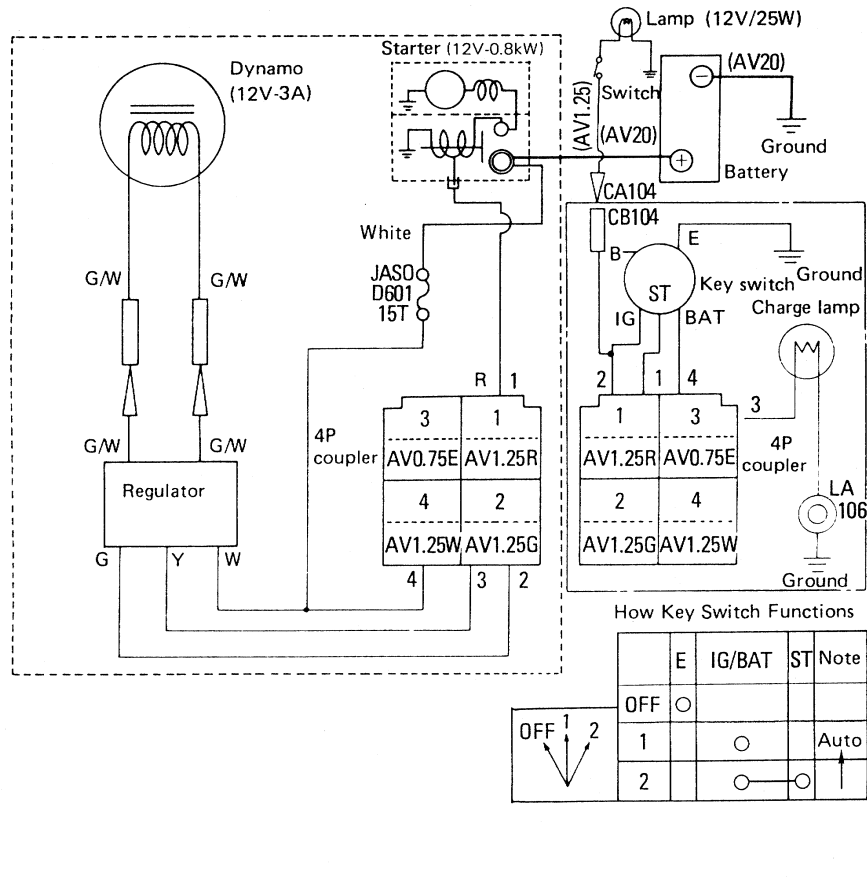 Lamp (12V/25W)
Starter (12V-0.8kW)
Dynamo
(12V-3A)
(AV20)
Switch
(AV1.25)
(AV20)
Ground
Battery
CA104
CB104
White
B
E
ST
Key switch
Ground
G/W
G/W
JASO
D601
15T
IG
BAT
Charge lamp
R
1
2
1
4
3
4P
coupler
3
1
AV0.75E
AV1.25R
4
2
AV1.25W
AV1.25G
1
3
AV1.25R
AV0.75E
2
4
AV1.25G
AV1.25W
4P
coupler
G/W
G/W
Regulator
LA
106
G
Y
W
4
3
2
Ground
How Key Switch Functions
E
IG/BAT
ST
Note
OFF
1
Auto
2
OFF
1
2